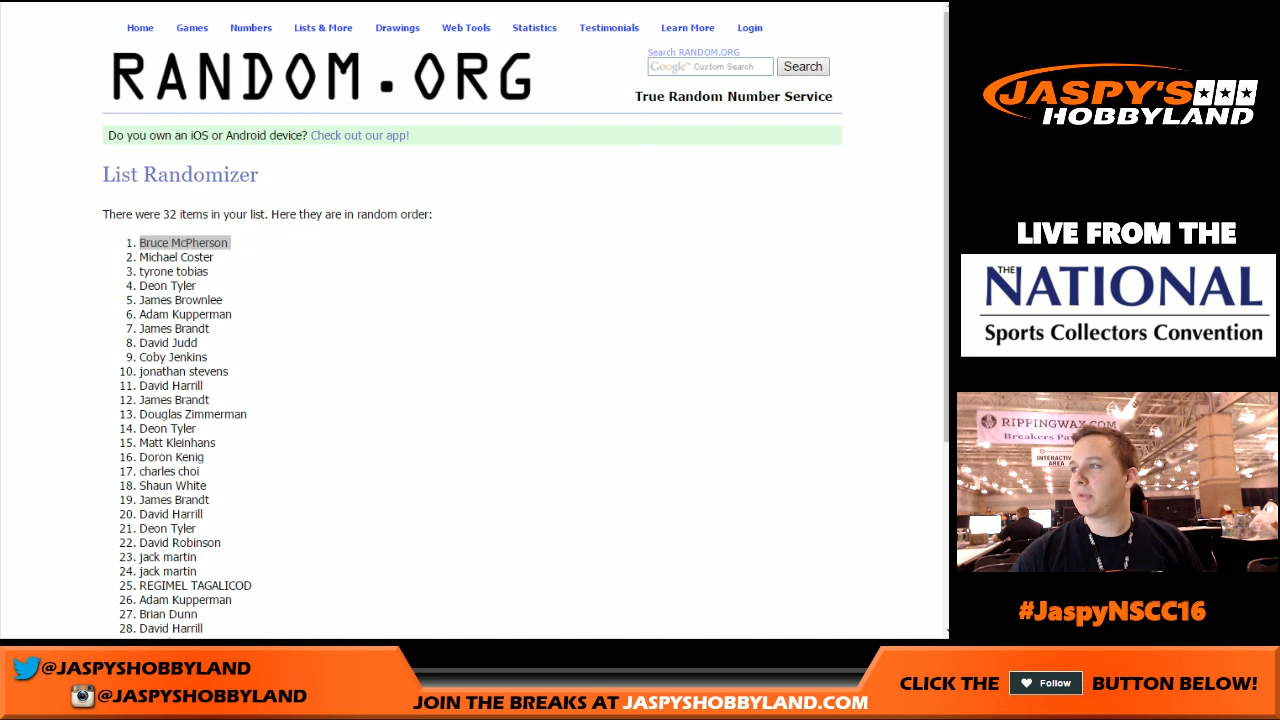 Home Games Numbers Lists & More Drawings Web Tools Statistics Testimonials Learn More Login
RANDOM.ORG
Search RANDOM.ORG
Google™ Custom Search Search
True Random Number Service
Do you own an iOS or Android device? Check out our app!
List Randomizer
There were 32 items in your list. Here they are in random order:
1. Bruce McPherson
2. Michael Coster
3. tyrone tobias
4. Deon Tyler
5. James Brownlee
6. Adam Kupperman
7. James Brandt
8. David Judd
9. Coby Jenkins
10. jonathan stevens
11. David Harrill
12. James Brandt
13. Douglas Zimmerman
14. Deon Tyler
15. Matt Kleinhans
16. Doron Kenig
17. charles choi
18. Shaun White
19. James Brandt
20. David Harrill
21. Deon Tyler
22. David Robinson
23. jack martin
24. jack martin
25. REGIMEL TAGALICOD
26. Adam Kupperman
27. Brian Dunn
28. David Harrill
JASPY'S
HOBBYLAND
LIVE FROM THE
THE NATIONAL
Sports Collectors Convention
RIPPINGWAX.COM
Breakers Pa
INTERACTIVE
AREA
#JaspyNSCC16
@JASPYSHOBBYLAND
@JASPYSHOBBYLAND
JOIN THE BREAKS AT JASPYSHOBBYLAND.COM
CLICK THE Follow BUTTON BELOW!